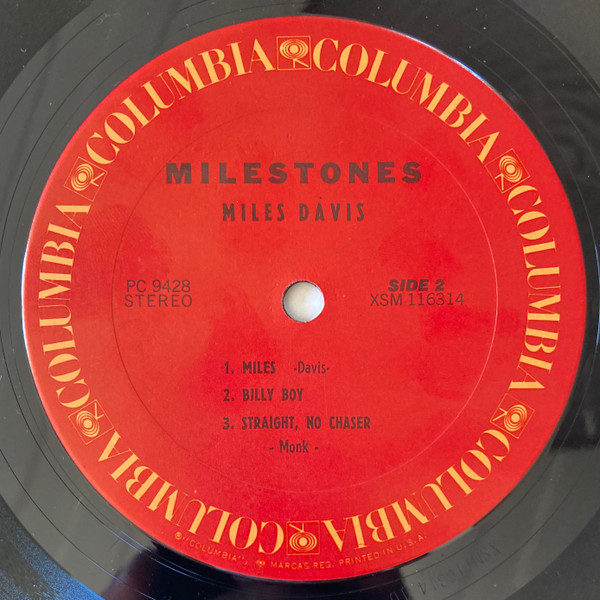 COLUMBIA COLUMBIA COLUMBIA COLUMBIA COLUMBIA COLUMBIA
MILESTONES
MILES DAVIS
PC 9428
STEREO
SIDE 2
XSM 116314
1. MILES -Davis-
2. BILLY BOY
3. STRAIGHT, NO CHASER
- Monk -
®"COLUMBIA", MARCAS REG. PRINTED IN U.S.A.